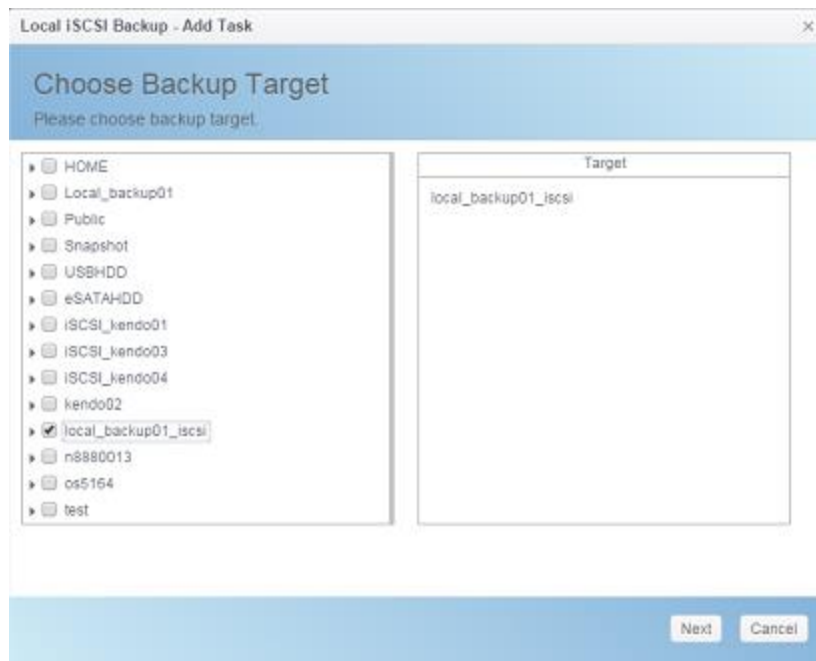 Local iSCSI Backup - Add Task
Choose Backup Target
Please choose backup target.
HOME
Local_backup01
Public
Snapshot
USBHDD
eSATAHDD
iSCSI_kendo01
iSCSI_kendo03
iSCSI_kendo04
kendo02
local_backup01_iscsi
n8880013
os5164
test
Target
local_backup01_iscsi
Next
Cancel